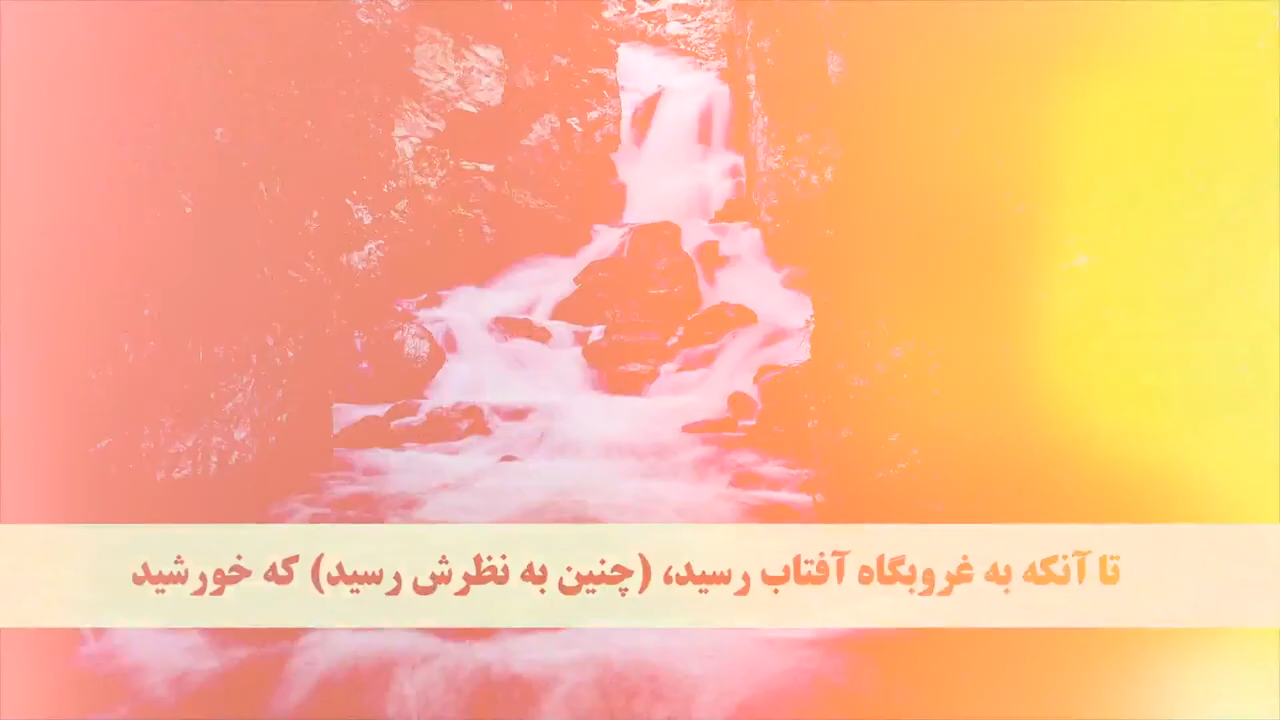 تا آنکه به غروبگاه آفتاب رسید، (چنین به نظرش رسید) که خورشید